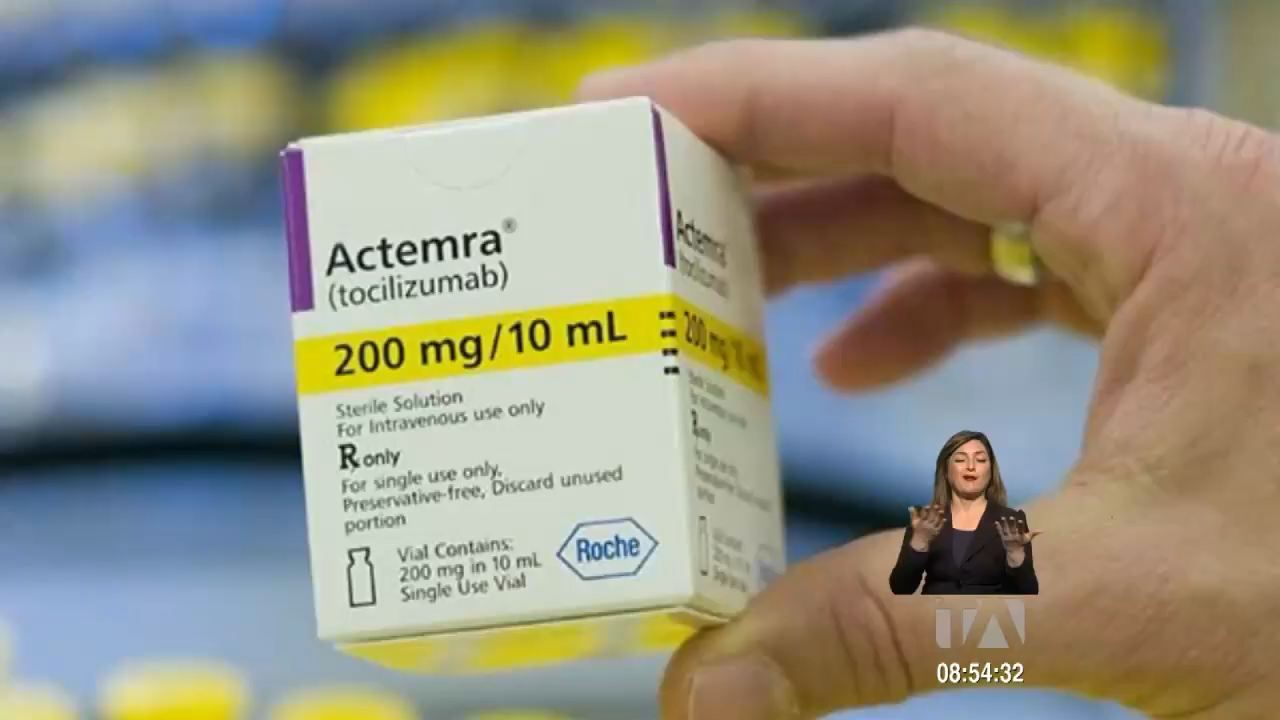 Actemra®
(tocilizumab)
200 mg/10 mL
Sterile Solution
For Intravenous use only
R only
For single use only,
Preservative-free, Discard unused
portion
Vial Contains:
200 mg in 10 mL
Single Use Vial
Roche
Actemra
(tocilizumab)
200 mg/10 mL
08:54:32